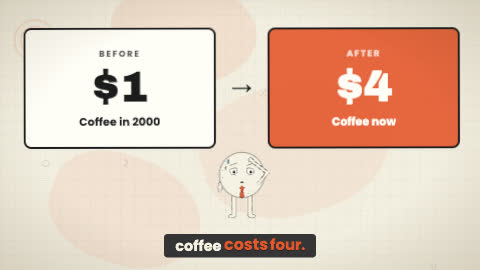 BEFORE
$1
Coffee in 2000
→
AFTER
$4
Coffee now
coffee costs four.